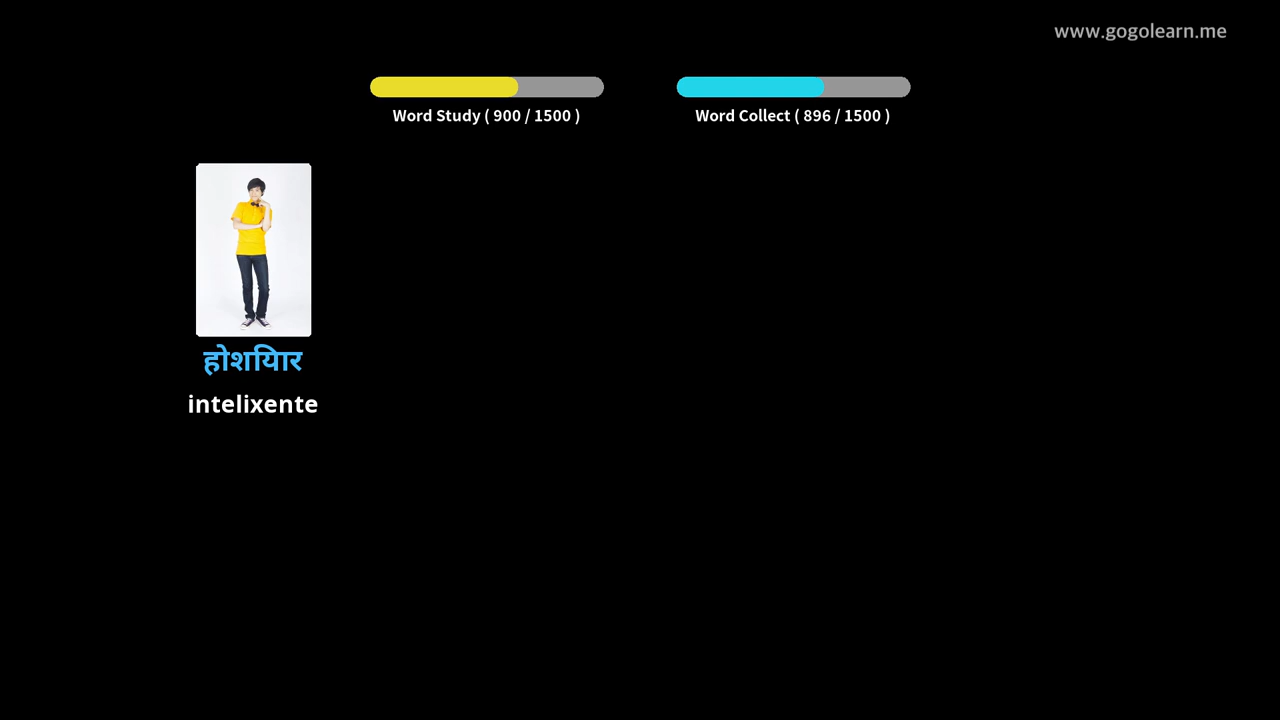 www.gogolearn.me
Word Study ( 900 / 1500 )
Word Collect ( 896 / 1500 )
होशियार
intelixente